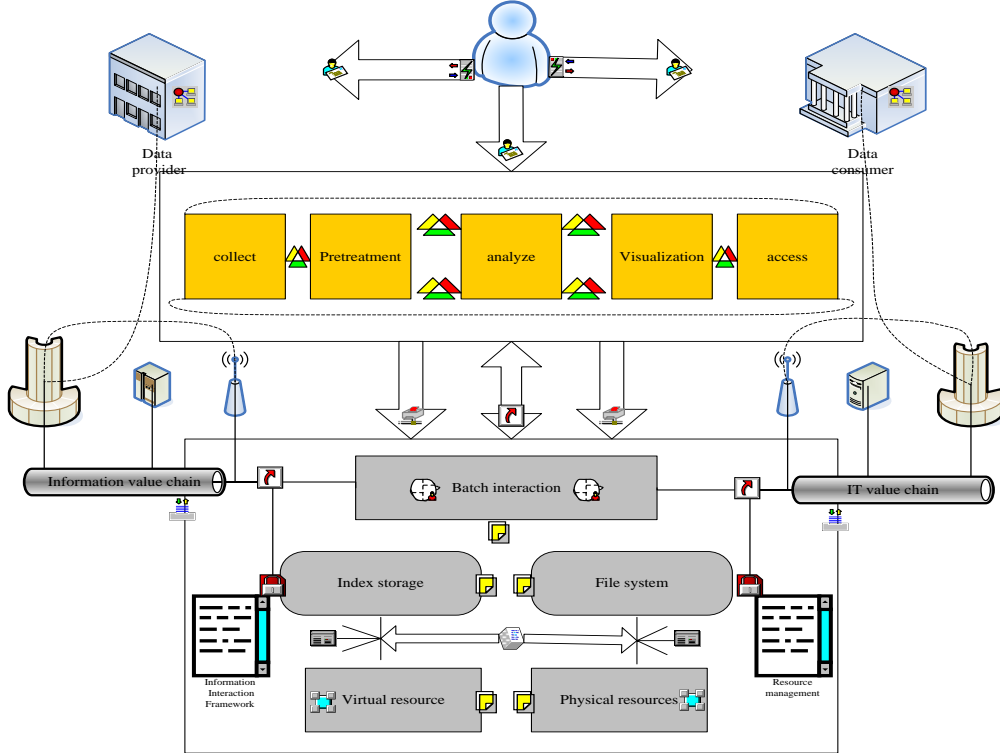 Data
provider
Data
consumer
collect
Pretreatment
analyze
Visualization
access
Information value chain
Batch interaction
IT value chain
Index storage
File system
Information
Interaction
Framework
Virtual resource
Physical resources
Resource
management